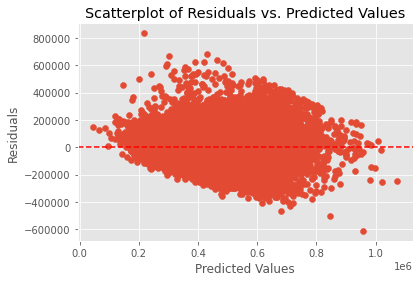 Scatterplot of Residuals vs. Predicted Values
800000
600000
400000
200000
0
−200000
−400000
−600000
Residuals
0.0 0.2 0.4 0.6 0.8 1.0
1e6
Predicted Values